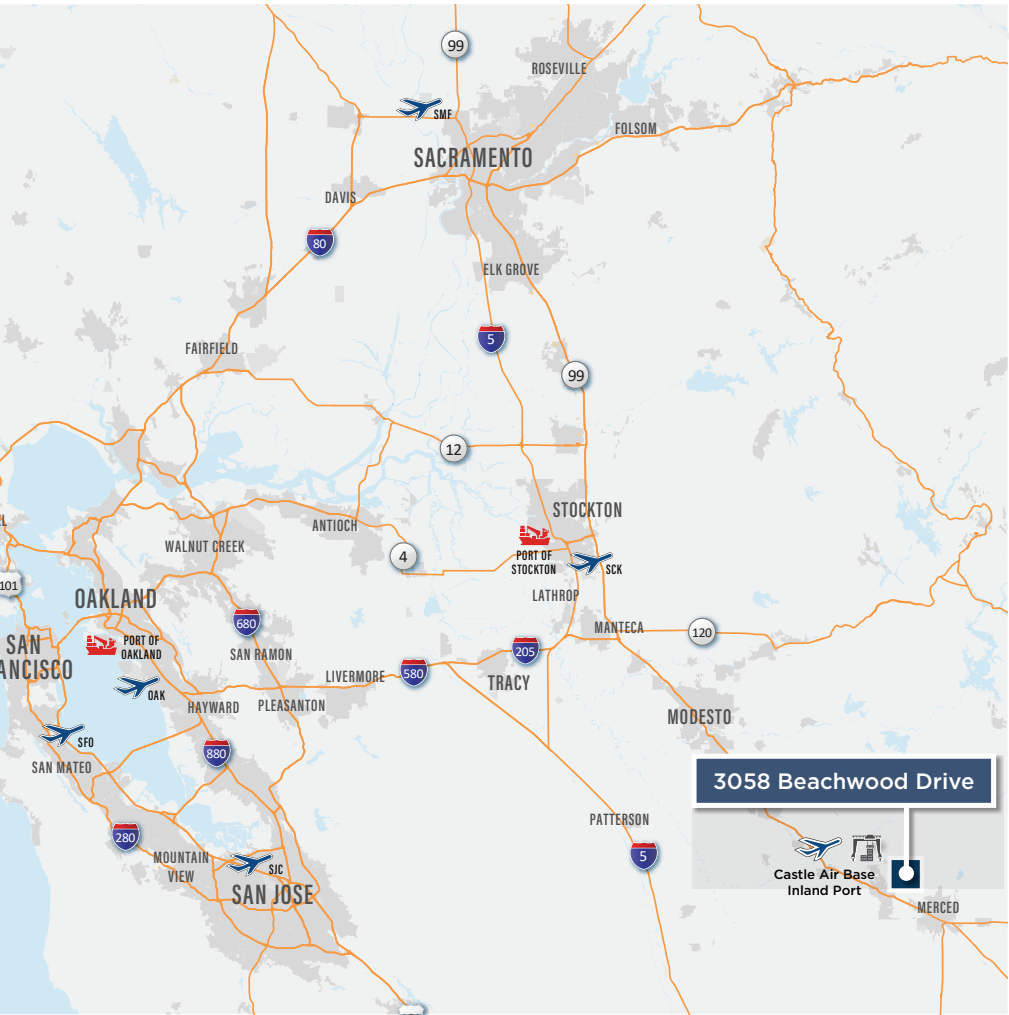 99
ROSEVILLE
SMF
FOLSOM
SACRAMENTO
DAVIS
80
ELK GROVE
5
FAIRFIELD
99
12
STOCKTON
ANTIOCH
WALNUT CREEK
4
PORT OF
STOCKTON
SCK
101
OAKLAND
LATHROP
680
MANTECA
120
SAN
ANCISCO
PORT OF
OAKLAND
SAN RAMON
205
LIVERMORE
580
TRACY
OAK
HAYWARD
PLEASANTON
MODESTO
SFO
880
SAN MATEO
3058 Beachwood Drive
PATTERSON
280
MOUNTAIN
VIEW
5
SJC
SAN JOSE
Castle Air Base
Inland Port
MERCED